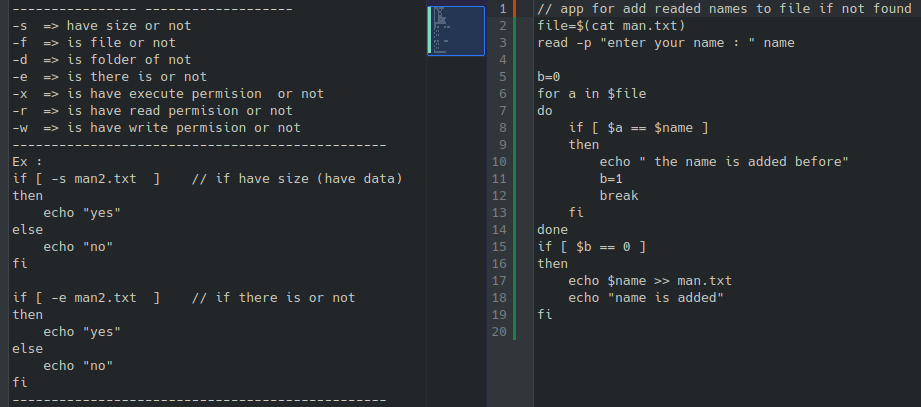 ---------------- -------------------
-s  => have size or not
-f  => is file or not
-d  => is folder of not
-e  => is there is or not
-x  => is have execute permision  or not
-r  => is have read permision or not
-w  => is have write permision or not
------------------------------------------------
Ex :
if [ -s man2.txt  ]    // if have size (have data)
then
    echo "yes"
else
    echo "no"
fi

if [ -e man2.txt  ]    // if there is or not
then
    echo "yes"
else
    echo "no"
fi
------------------------------------------------
1 // app for add readed names to file if not found
2 file=$(cat man.txt)
3 read -p "enter your name : " name
4
5 b=0
6 for a in $file
7 do
8     if [ $a == $name ]
9     then
10         echo " the name is added before"
11         b=1
12         break
13     fi
14 done
15 if [ $b == 0 ]
16 then
17     echo $name >> man.txt
18     echo "name is added"
19 fi
20